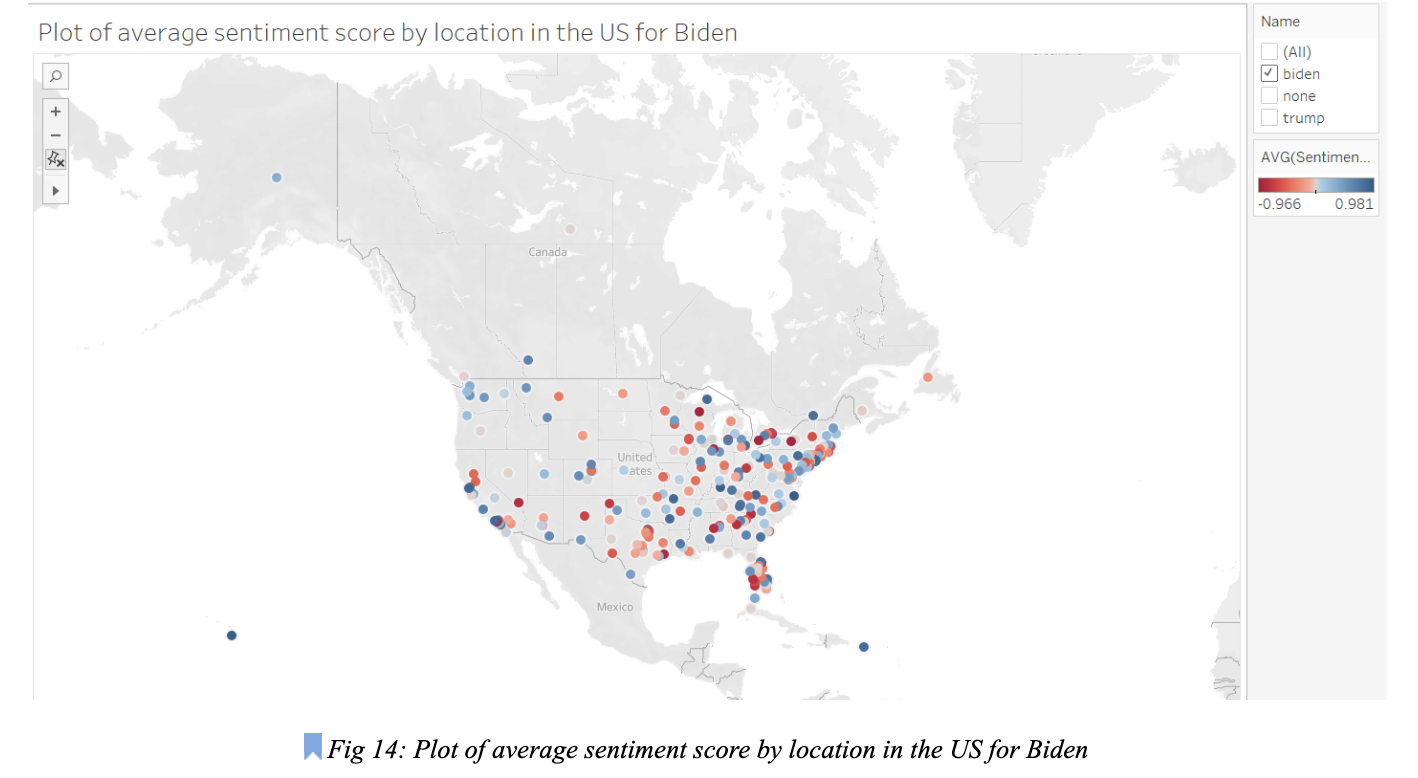 Plot of average sentiment score by location in the US for Biden
Name
(All)
biden
none
trump
AVG(Sentimen...
-0.966 0.981
Canada
United
ates
Mexico
Fig 14: Plot of average sentiment score by location in the US for Biden